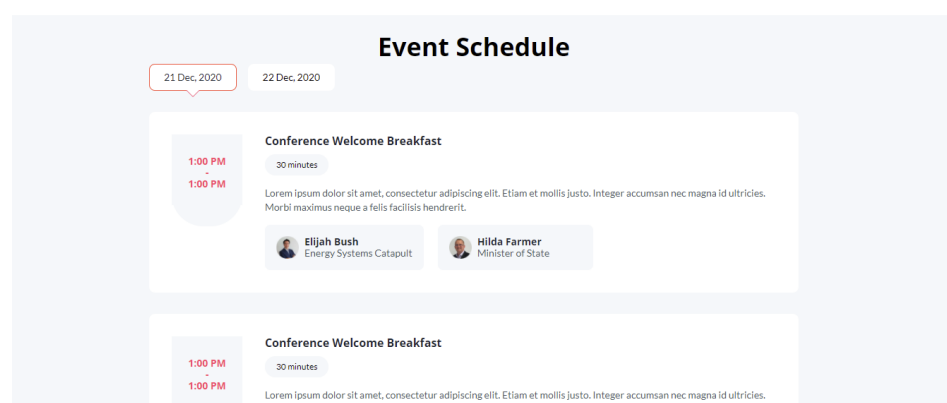 Event Schedule
21 Dec, 2020
22 Dec, 2020
1:00 PM
-
1:00 PM
Conference Welcome Breakfast
30 minutes
Lorem ipsum dolor sit amet, consectetur adipiscing elit. Etiam et mollis justo. Integer accumsan nec magna id ultricies.
Morbi maximus neque a felis facilisis hendrerit.
Elijah Bush
Energy Systems Catapult
Hilda Farmer
Minister of State
1:00 PM
-
1:00 PM
Conference Welcome Breakfast
30 minutes
Lorem ipsum dolor sit amet, consectetur adipiscing elit. Etiam et mollis justo. Integer accumsan nec magna id ultricies.